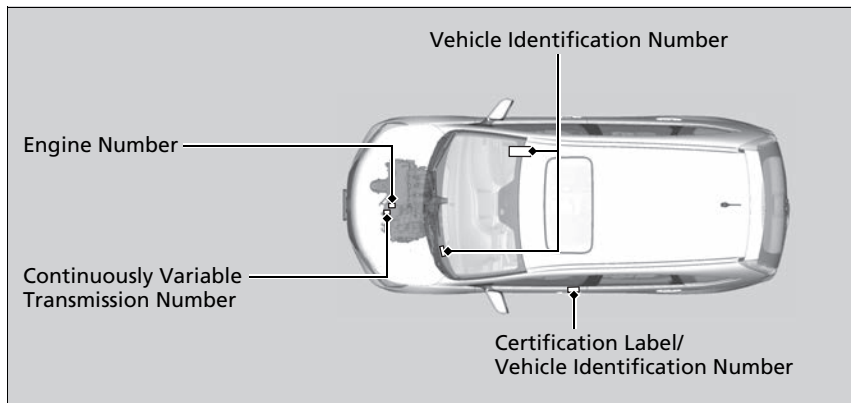 Vehicle Identification Number
Engine Number
Continuously Variable
Transmission Number
Certification Label/
Vehicle Identification Number